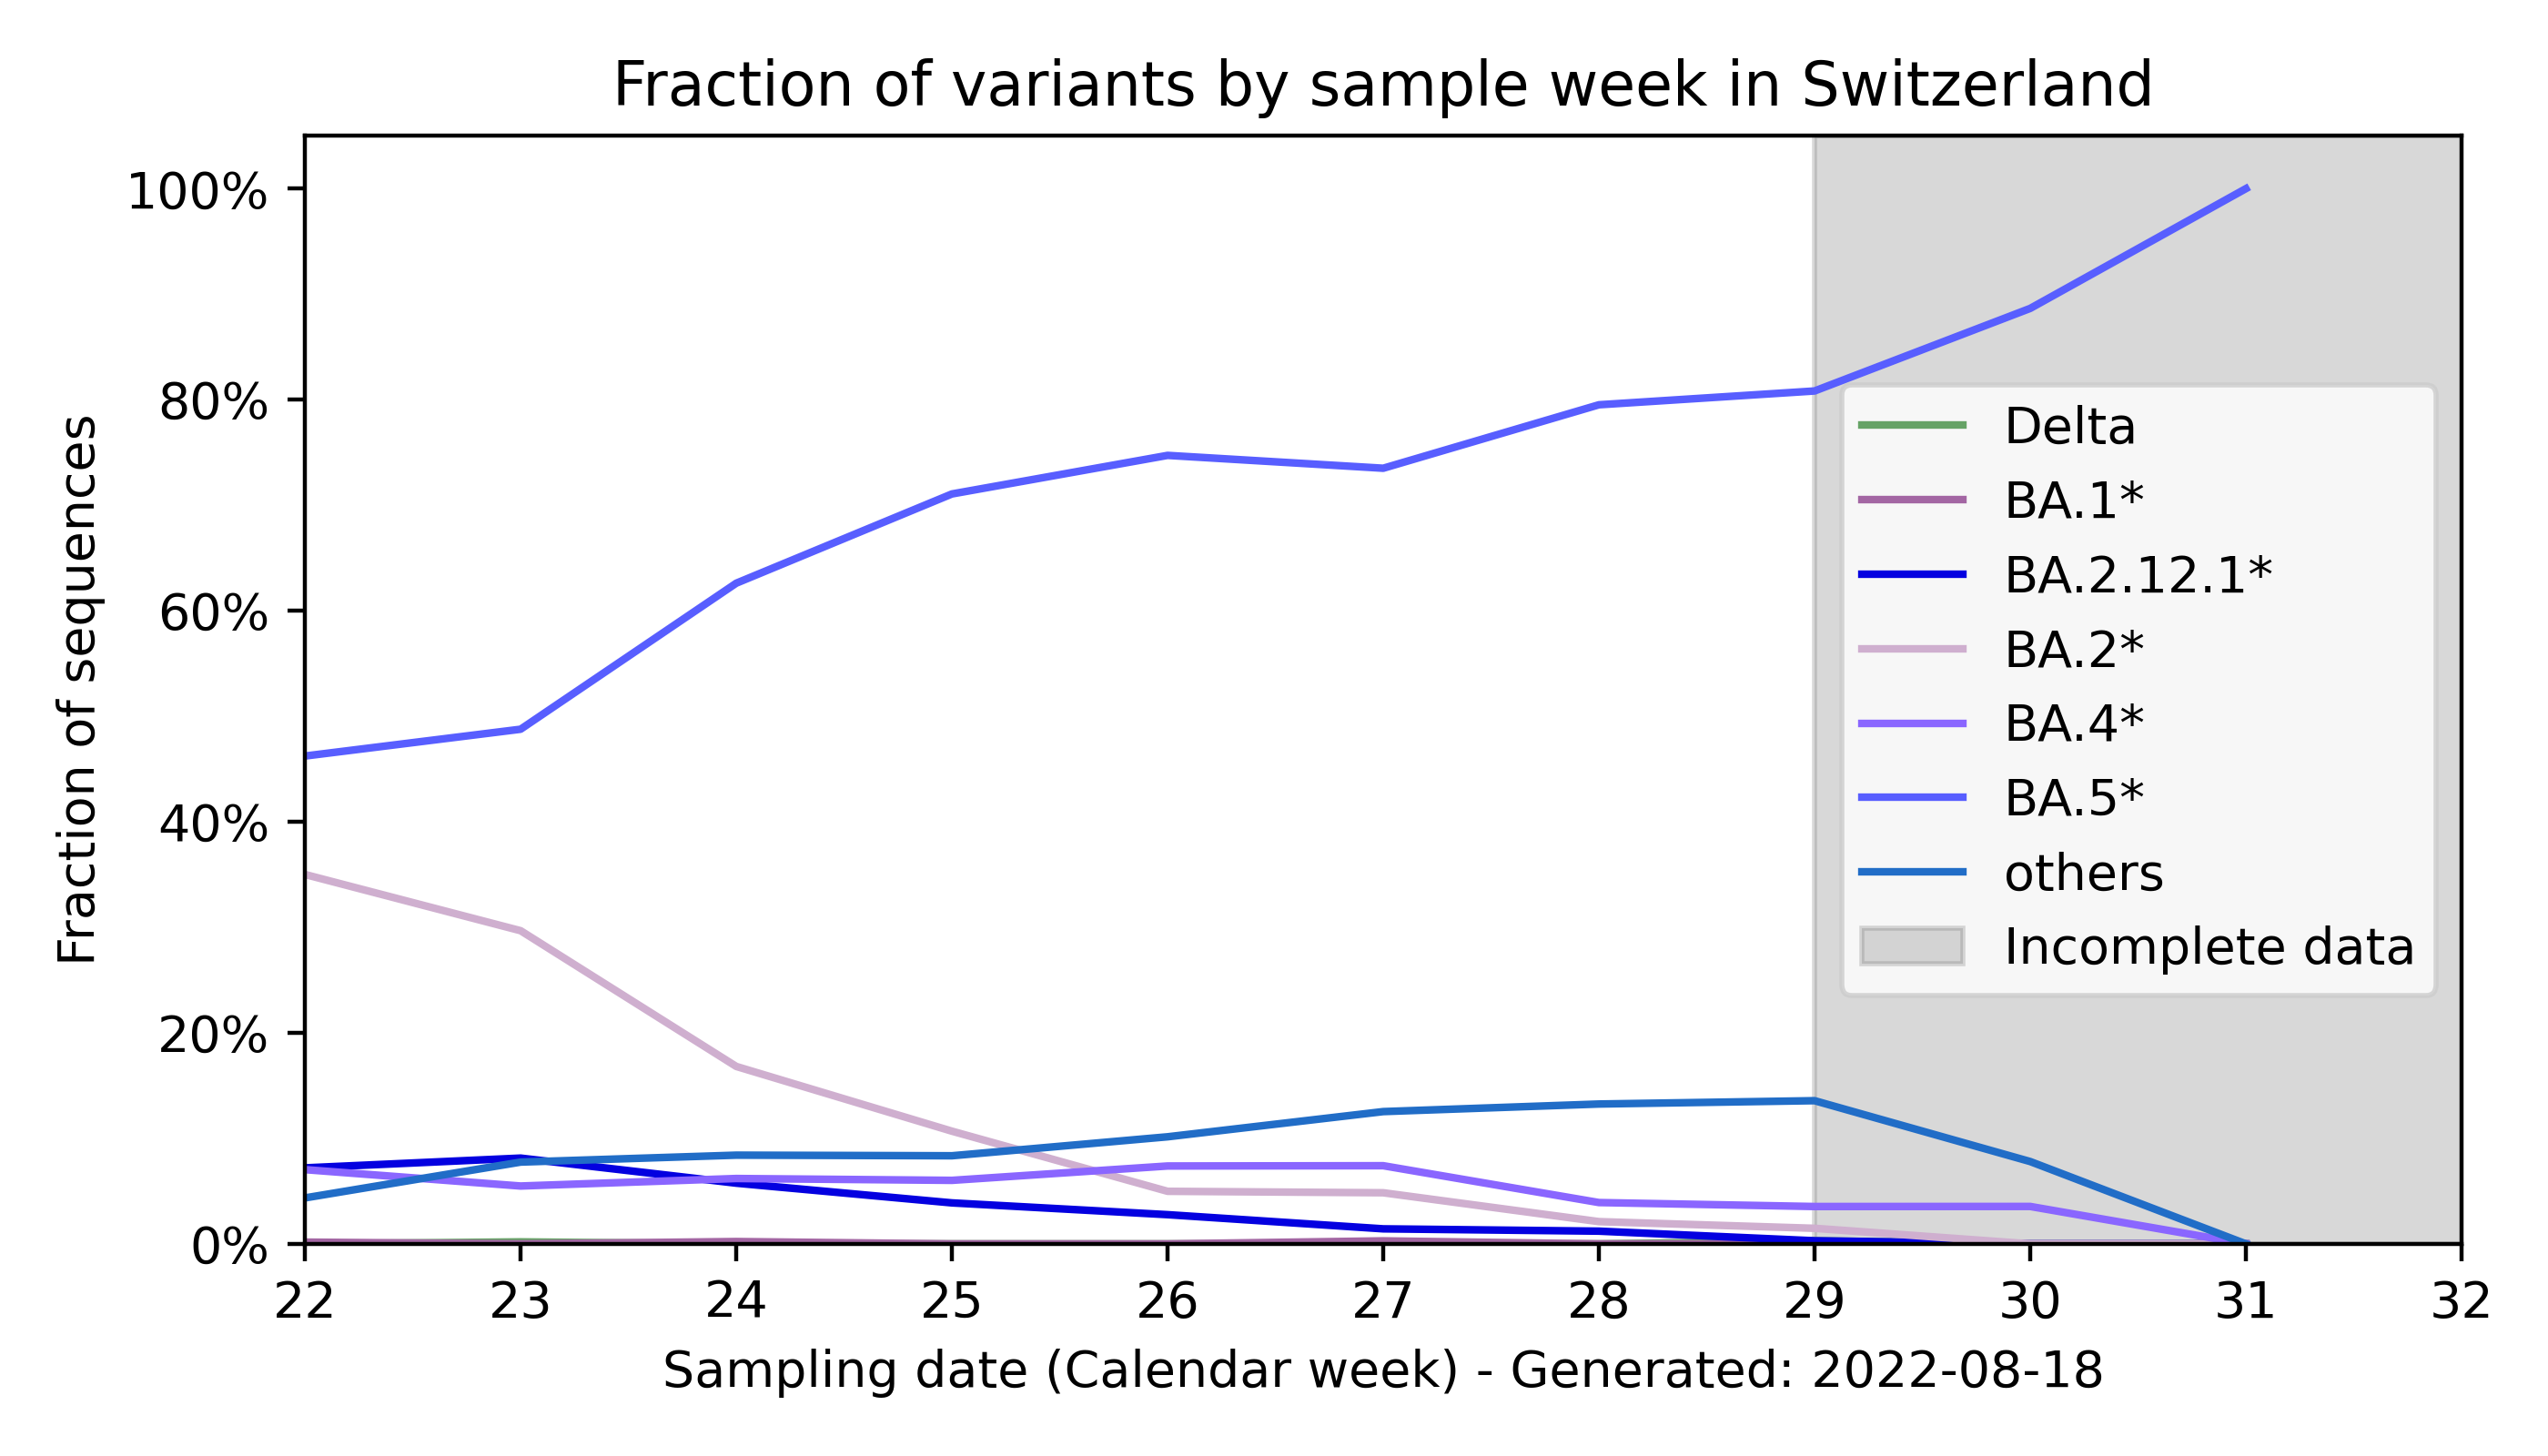 Fraction of variants by sample week in Switzerland
Fraction of sequences
100%
80%
60%
40%
20%
0%
22 23 24 25 26 27 28 29 30 31 32
Sampling date (Calendar week) - Generated: 2022-08-18
Delta
BA.1*
BA.2.12.1*
BA.2*
BA.4*
BA.5*
others
Incomplete data